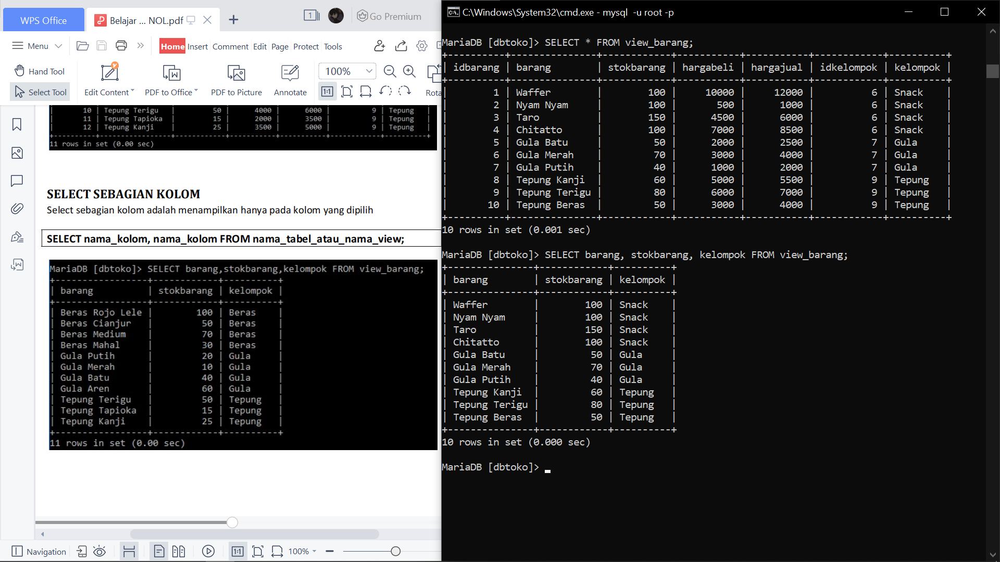 WPS Office
Belajar ... NOL.pdf
1
Go Premium
Menu
Home Insert Comment Edit Page Protect Tools
Hand Tool
Select Tool
Edit Content
PDF to Office
PDF to Picture
Annotate
100%
1:1
Rota
| 10 | Tepung Terigu | 50 | 4000 | 6000 | 9 | Tepung |
| 11 | Tepung Tapioka | 15 | 2000 | 3500 | 9 | Tepung |
| 12 | Tepung Kanji | 25 | 3500 | 5000 | 9 | Tepung |
11 rows in set (0.00 sec)
SELECT SEBAGIAN KOLOM
Select sebagian kolom adalah menampilkan hanya pada kolom yang dipilih
SELECT nama_kolom, nama_kolom FROM nama_tabel_atau_nama_view;
MariaDB [dbtoko]> SELECT barang,stokbarang,kelompok FROM view_barang;
| barang | stokbarang | kelompok |
| Beras Rojo Lele | 100 | Beras |
| Beras Cianjur | 50 | Beras |
| Beras Medium | 70 | Beras |
| Beras Mahal | 30 | Beras |
| Gula Putih | 20 | Gula |
| Gula Merah | 10 | Gula |
| Gula Batu | 40 | Gula |
| Gula Aren | 60 | Gula |
| Tepung Terigu | 50 | Tepung |
| Tepung Tapioka | 15 | Tepung |
| Tepung Kanji | 25 | Tepung |
11 rows in set (0.00 sec)
Navigation
1:1
100%
C:\Windows\System32\cmd.exe - mysql -u root -p
MariaDB [dbtoko]> SELECT * FROM view_barang;
| idbarang | barang | stokbarang | hargabeli | hargajual | idkelompok | kelompok |
| 1 | Waffer | 100 | 10000 | 12000 | 6 | Snack |
| 2 | Nyam Nyam | 100 | 500 | 1000 | 6 | Snack |
| 3 | Taro | 150 | 4500 | 6000 | 6 | Snack |
| 4 | Chitatto | 100 | 7000 | 8500 | 6 | Snack |
| 5 | Gula Batu | 50 | 2000 | 2500 | 7 | Gula |
| 6 | Gula Merah | 70 | 3000 | 4000 | 7 | Gula |
| 7 | Gula Putih | 40 | 1000 | 2000 | 7 | Gula |
| 8 | Tepung Kanji | 60 | 5000 | 5500 | 9 | Tepung |
| 9 | Tepung Terigu | 80 | 6000 | 7000 | 9 | Tepung |
| 10 | Tepung Beras | 50 | 3000 | 4000 | 9 | Tepung |
10 rows in set (0.001 sec)
MariaDB [dbtoko]> SELECT barang, stokbarang, kelompok FROM view_barang;
| barang | stokbarang | kelompok |
| Waffer | 100 | Snack |
| Nyam Nyam | 100 | Snack |
| Taro | 150 | Snack |
| Chitatto | 100 | Snack |
| Gula Batu | 50 | Gula |
| Gula Merah | 70 | Gula |
| Gula Putih | 40 | Gula |
| Tepung Kanji | 60 | Tepung |
| Tepung Terigu | 80 | Tepung |
| Tepung Beras | 50 | Tepung |
10 rows in set (0.000 sec)
MariaDB [dbtoko]>